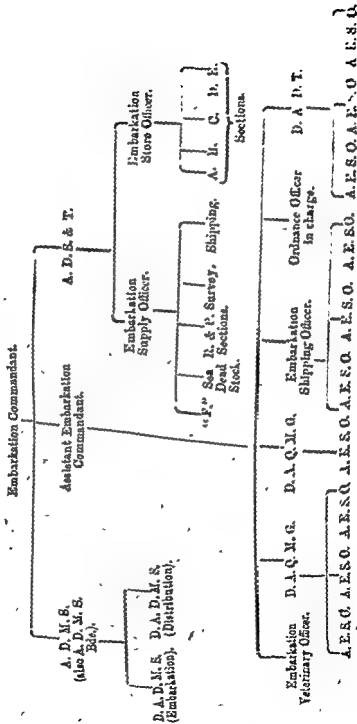 Embarkation Commandant.
A. D. M. S.
(also A. D. M. S.
Bde.).
Assistant Embarkation
Commandant.
A. D. S. & T.
D. A. D. M. S.
(Embarkation).
D. A. D. M. S.
(Distribution).
Embarkation
Supply Officer.
Embarkation
Store Officer.
"F."
Sea
Dead
Stock.
R. & P.
Sections.
Survey.
Shipping.
A.
B.
C.
D.
E.
Sections.
Embarkation
Veterinary Officer.
D. A. Q. M. G.
D. A. Q. M. G.
Embarkation
Shipping Officer.
Ordnance Officer
in charge.
D. A. D. T.
A. E. S. O. A. E. S. O. A. E. S. O. A. E. S. O. A. E. S. O. A. E. S. O. A. E. S. O. A. E. S. O. A. E. S. O.